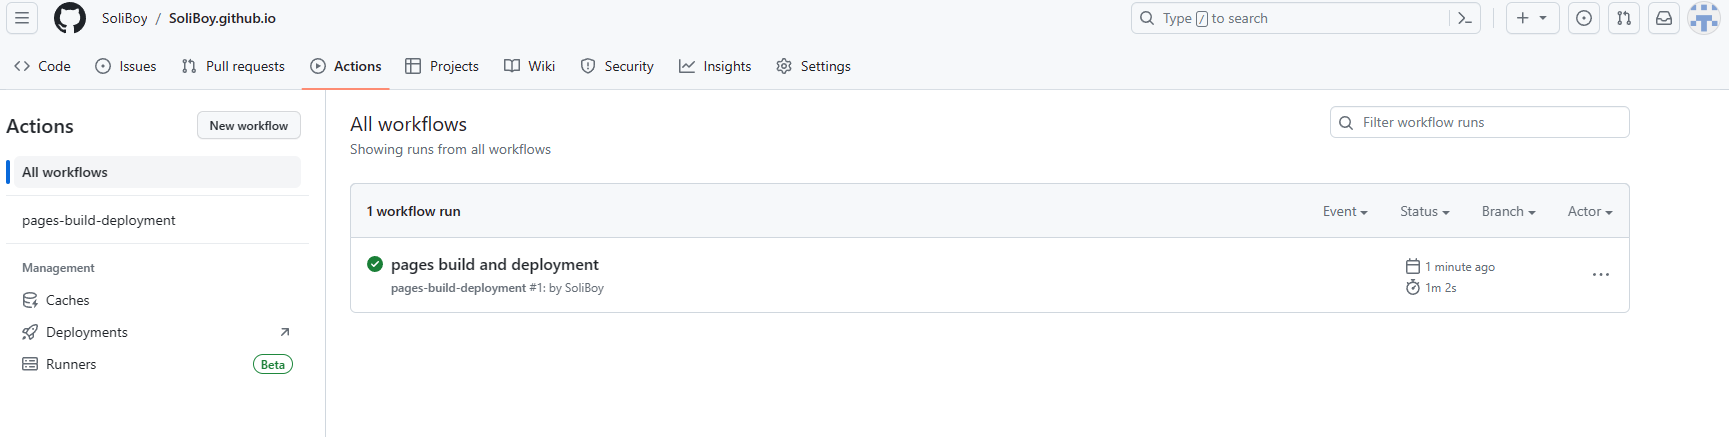 SoliBoy / SoliBoy.github.io
Type / to search
Code Issues Pull requests Actions Projects Wiki Security Insights Settings
Actions
New workflow
All workflows
pages-build-deployment
Management
Caches
Deployments
Runners Beta
All workflows
Showing runs from all workflows
Filter workflow runs
1 workflow run
Event Status Branch Actor
pages build and deployment
pages-build-deployment #1: by SoliBoy
1 minute ago
1m 2s